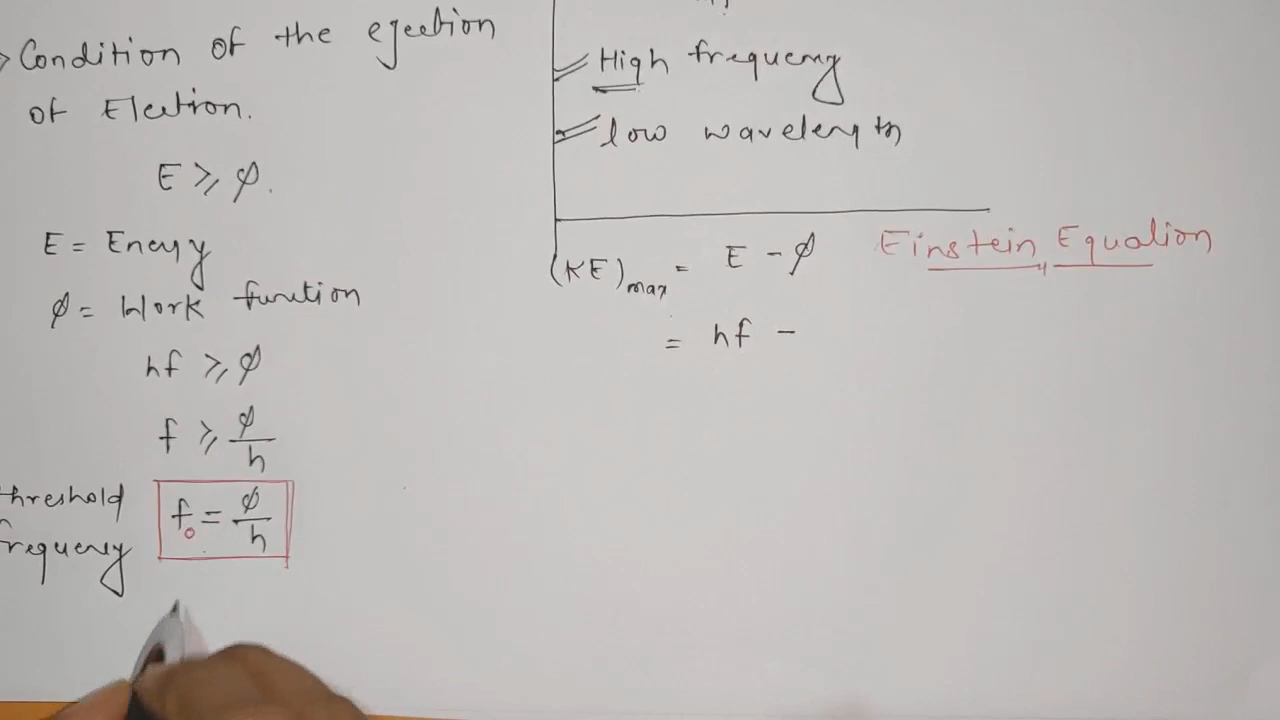 Condition of the ejection
of Electron.
E ⩾ φ.
E = Energy
φ = Work function
hf ⩾ φ
f ⩾ φ/h
threshold
frequency
f₀ = φ/h
High frequency
low wavelength
(KE)max = E - φ
Einstein Equation
= hf -